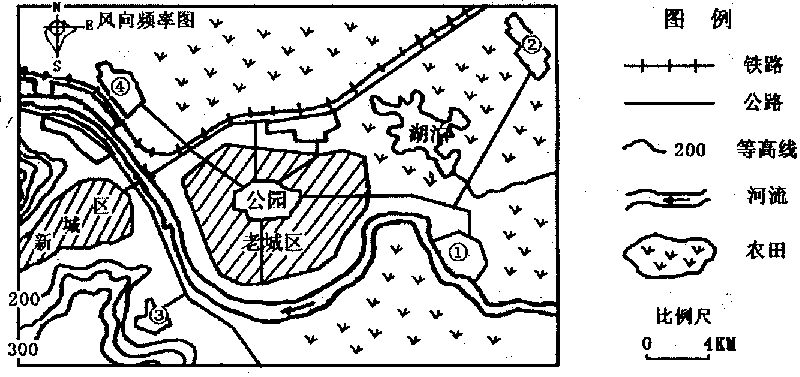 N
风向频率图
E
S
②
④
湖泊
公园
新城区
老城区
①
200
③
300
图 例
铁路
公路
200 等高线
河流
农田
比例尺
0 4KM